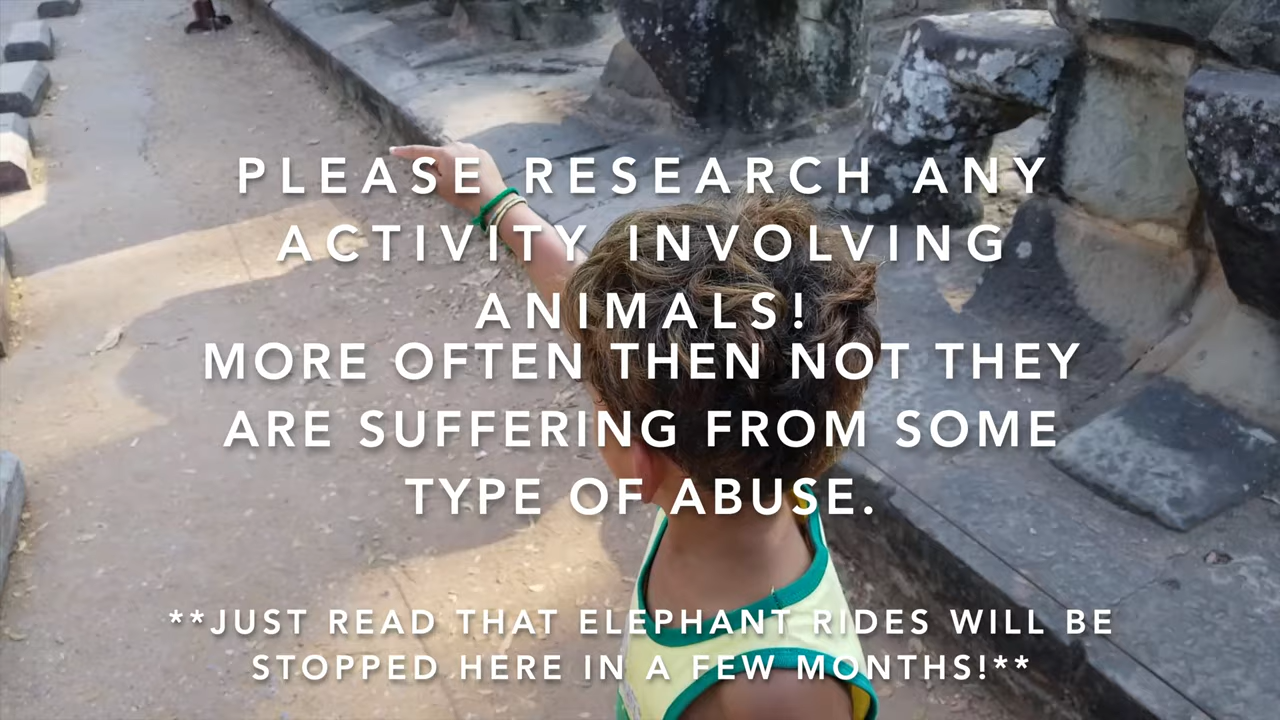 PLEASE RESEARCH ANY
ACTIVITY INVOLVING
ANIMALS!
MORE OFTEN THEN NOT THEY
ARE SUFFERING FROM SOME
TYPE OF ABUSE.
**JUST READ THAT ELEPHANT RIDES WILL BE
STOPPED HERE IN A FEW MONTHS!**